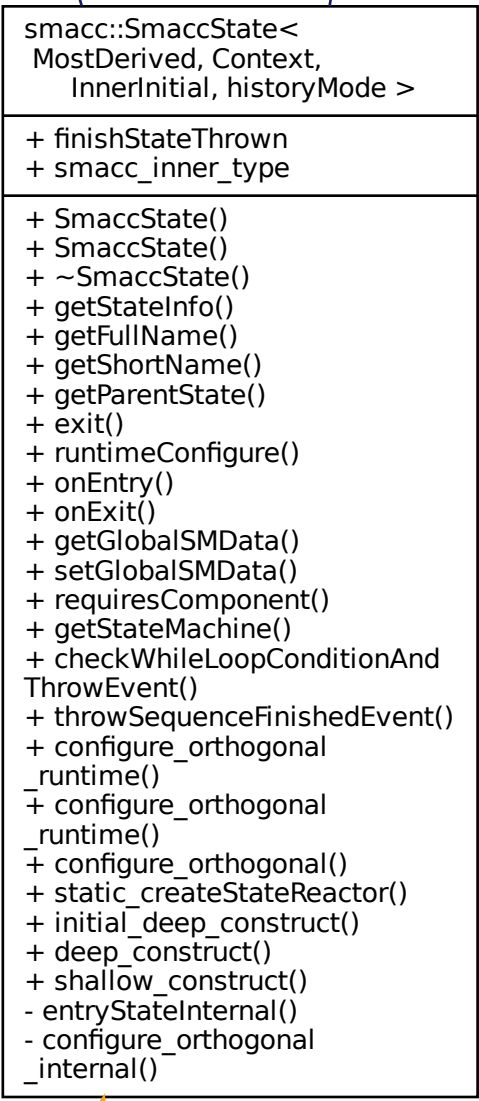 smacc::SmaccState<
MostDerived, Context,
InnerInitial, historyMode >
+ finishStateThrown
+ smacc_inner_type
+ SmaccState()
+ SmaccState()
+ ~SmaccState()
+ getStateInfo()
+ getFullName()
+ getShortName()
+ getParentState()
+ exit()
+ runtimeConfigure()
+ onEntry()
+ onExit()
+ getGlobalSMData()
+ setGlobalSMData()
+ requiresComponent()
+ getStateMachine()
+ checkWhileLoopConditionAnd
ThrowEvent()
+ throwSequenceFinishedEvent()
+ configure_orthogonal
_runtime()
+ configure_orthogonal
_runtime()
+ configure_orthogonal()
+ static_createStateReactor()
+ initial_deep_construct()
+ deep_construct()
+ shallow_construct()
- entryStateInternal()
- configure_orthogonal
_internal()